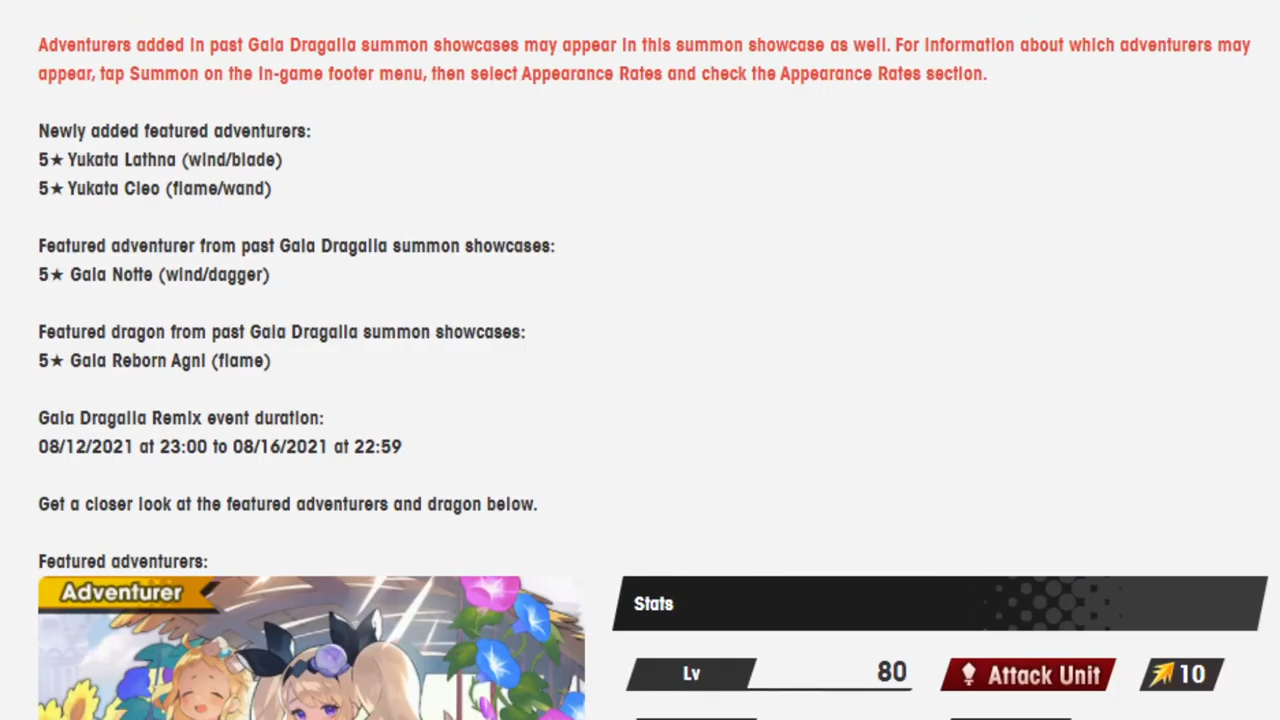 Adventurers added in past Gala Dragalia summon showcases may appear in this summon showcase as well. For information about which adventurers may
appear, tap Summon on the in-game footer menu, then select Appearance Rates and check the Appearance Rates section.
Newly added featured adventurers:
5★ Yukata Lathna (wind/blade)
5★ Yukata Cleo (flame/wand)
Featured adventurer from past Gala Dragalia summon showcases:
5★ Gala Notte (wind/dagger)
Featured dragon from past Gala Dragalia summon showcases:
5★ Gala Reborn Agni (flame)
Gala Dragalia Remix event duration:
08/12/2021 at 23:00 to 08/16/2021 at 22:59
Get a closer look at the featured adventurers and dragon below.
Featured adventurers:
Adventurer
Stats
Lv 80 Attack Unit 10